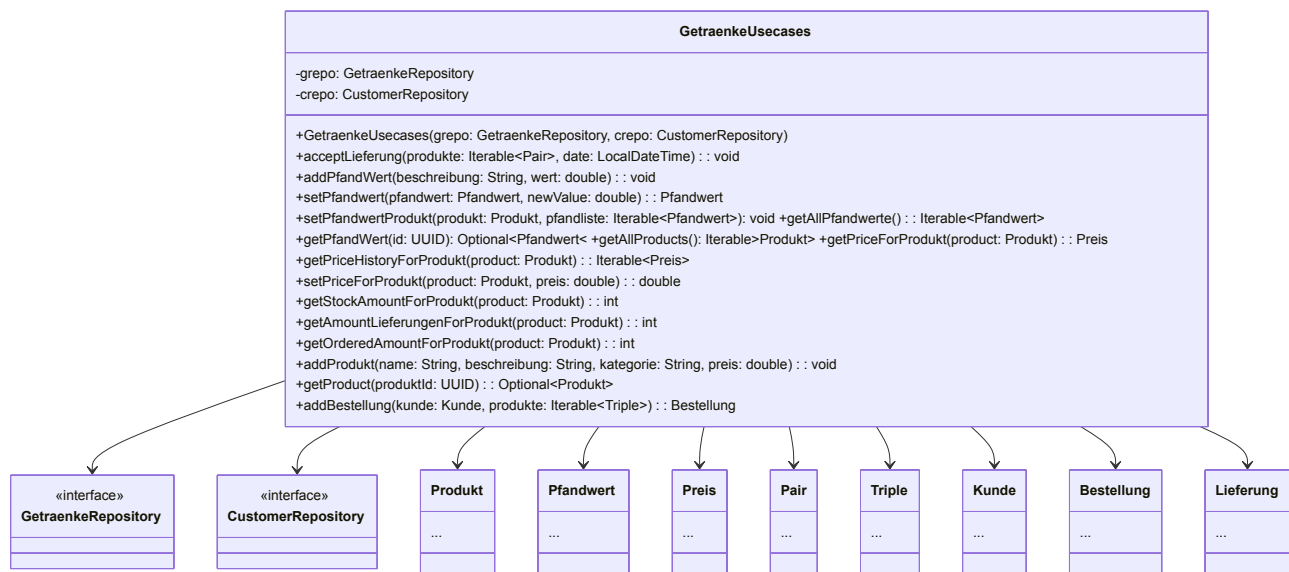 GetraenkeUsecases
-grepo: GetraenkeRepository
-crepo: CustomerRepository
+GetraenkeUsecases(grepo: GetraenkeRepository, crepo: CustomerRepository)
+acceptLieferung(produkte: Iterable<Pair>, date: LocalDateTime) : : void
+addPfandWert(beschreibung: String, wert: double) : : void
+setPfandwert(pfandwert: Pfandwert, newValue: double) : : Pfandwert
+setPfandwertProdukt(produkt: Produkt, pfandliste: Iterable<Pfandwert>): void +getAllPfandwerte() : : Iterable<Pfandwert>
+getPfandWert(id: UUID): Optional<Pfandwert< +getAllProducts(): Iterable>Produkt> +getPriceForProdukt(product: Produkt) : : Preis
+getPriceHistoryForProdukt(product: Produkt) : : Iterable<Preis>
+setPriceForProdukt(product: Produkt, preis: double) : : double
+getStockAmountForProdukt(product: Produkt) : : int
+getAmountLieferungenForProdukt(product: Produkt) : : int
+getOrderedAmountForProdukt(product: Produkt) : : int
+addProdukt(name: String, beschreibung: String, kategorie: String, preis: double) : : void
+getProduct(produktId: UUID) : : Optional<Produkt>
+addBestellung(kunde: Kunde, produkte: Iterable<Triple>) : : Bestellung
«interface»
GetraenkeRepository
«interface»
CustomerRepository
Produkt
...
Pfandwert
...
Preis
...
Pair
...
Triple
...
Kunde
...
Bestellung
...
Lieferung
...